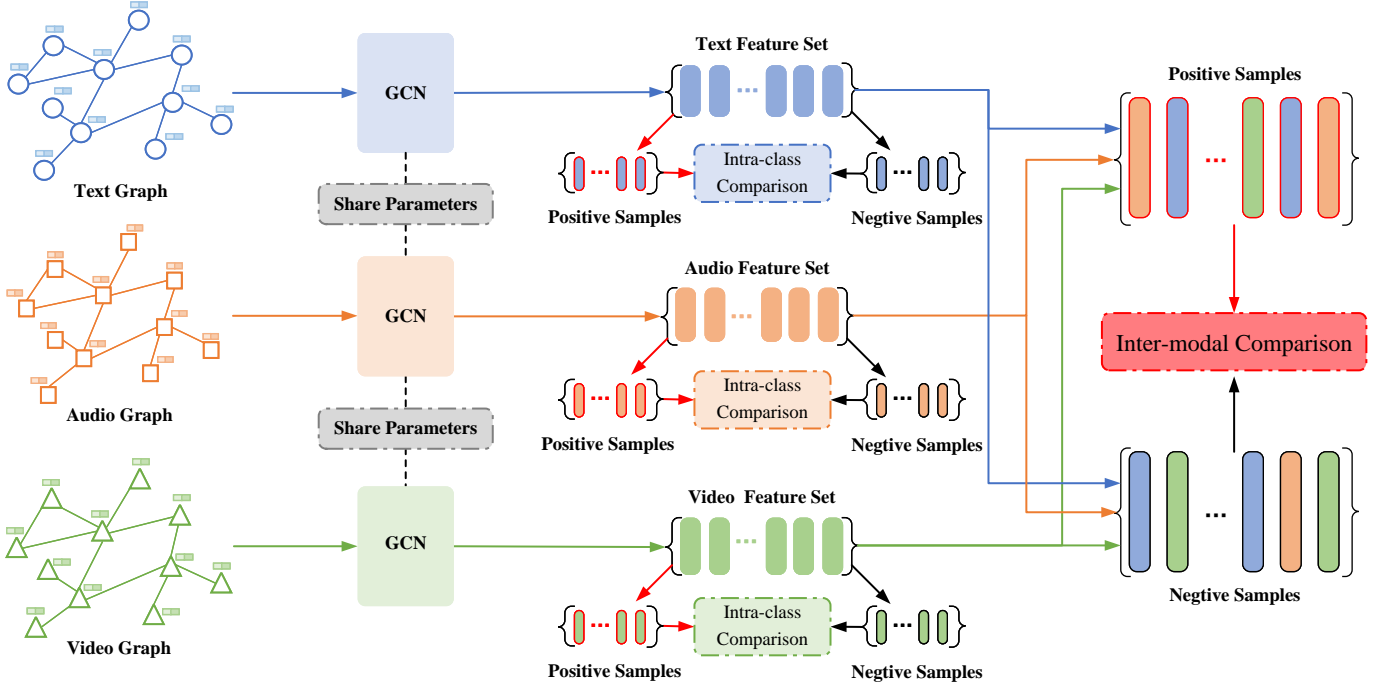 Text Graph
GCN
Share Parameters
Text Feature Set
Intra-class
Comparison
Positive Samples
Negtive Samples
Audio Graph
GCN
Share Parameters
Audio Feature Set
Intra-class
Comparison
Positive Samples
Negtive Samples
Video Graph
GCN
Video Feature Set
Intra-class
Comparison
Positive Samples
Negtive Samples
Positive Samples
Inter-modal Comparison
Negtive Samples